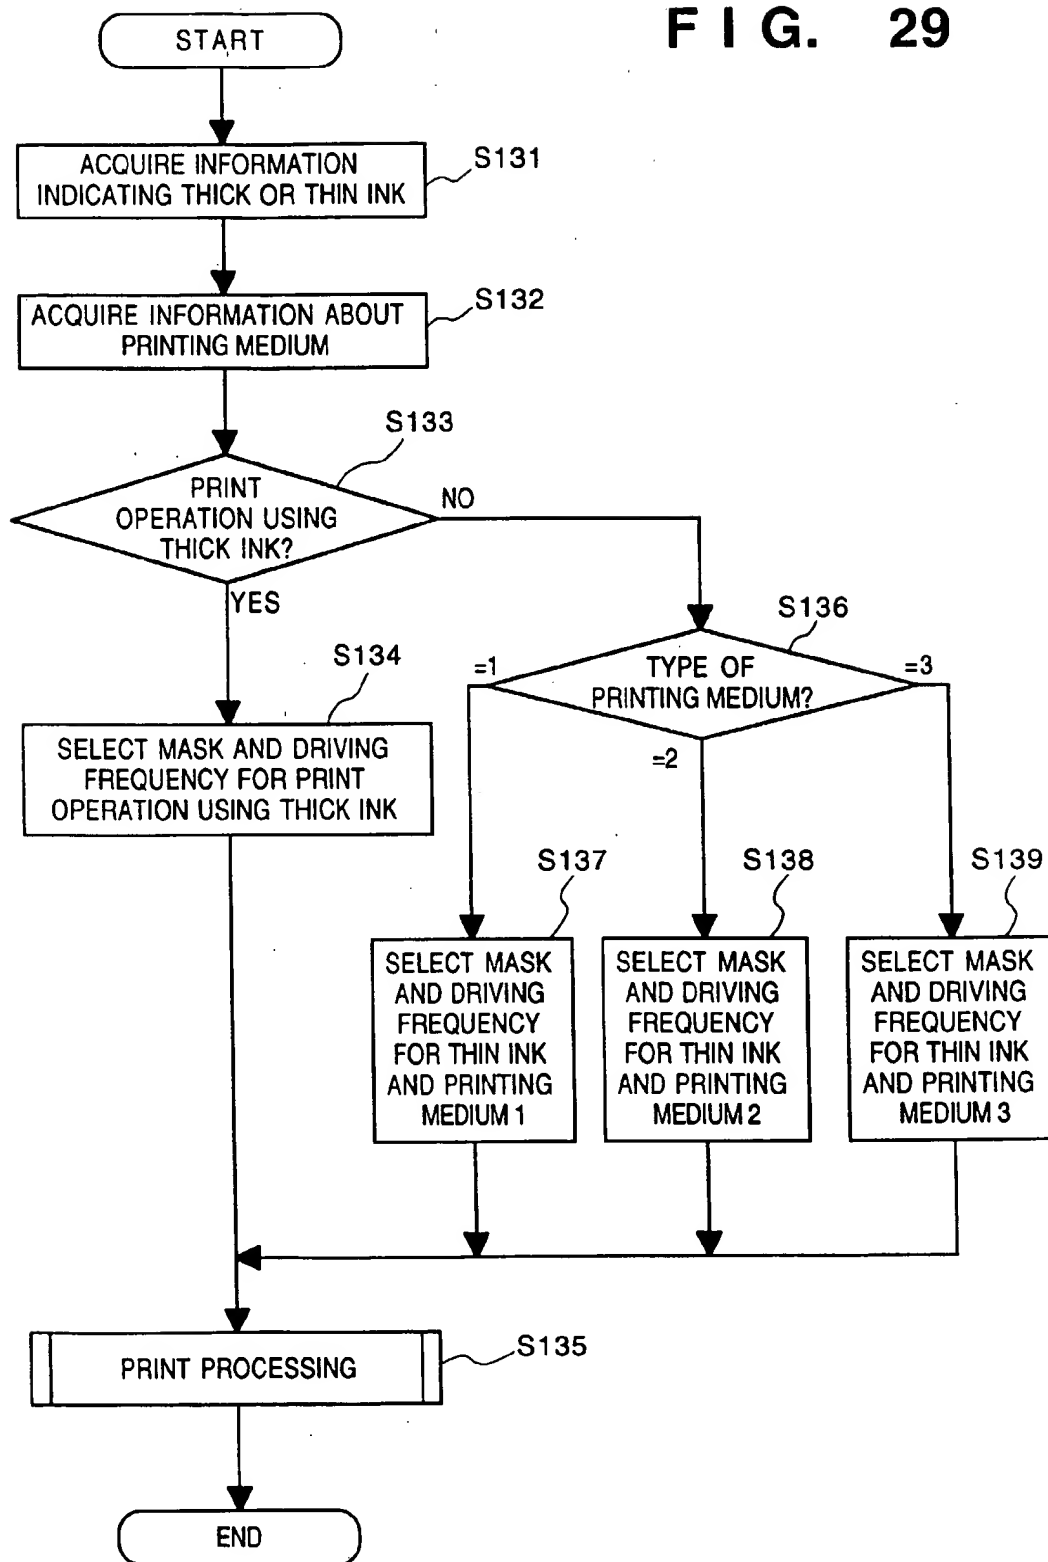 FIG. 29
START
ACQUIRE INFORMATION
INDICATING THICK OR THIN INK
S131
ACQUIRE INFORMATION ABOUT
PRINTING MEDIUM
S132
S133
PRINT
OPERATION USING
THICK INK?
NO
YES
S134
SELECT MASK AND DRIVING
FREQUENCY FOR PRINT
OPERATION USING THICK INK
S136
TYPE OF
PRINTING MEDIUM?
=1
=2
=3
S137
SELECT MASK
AND DRIVING
FREQUENCY
FOR THIN INK
AND PRINTING
MEDIUM 1
S138
SELECT MASK
AND DRIVING
FREQUENCY
FOR THIN INK
AND PRINTING
MEDIUM 2
S139
SELECT MASK
AND DRIVING
FREQUENCY
FOR THIN INK
AND PRINTING
MEDIUM 3
PRINT PROCESSING
S135
END